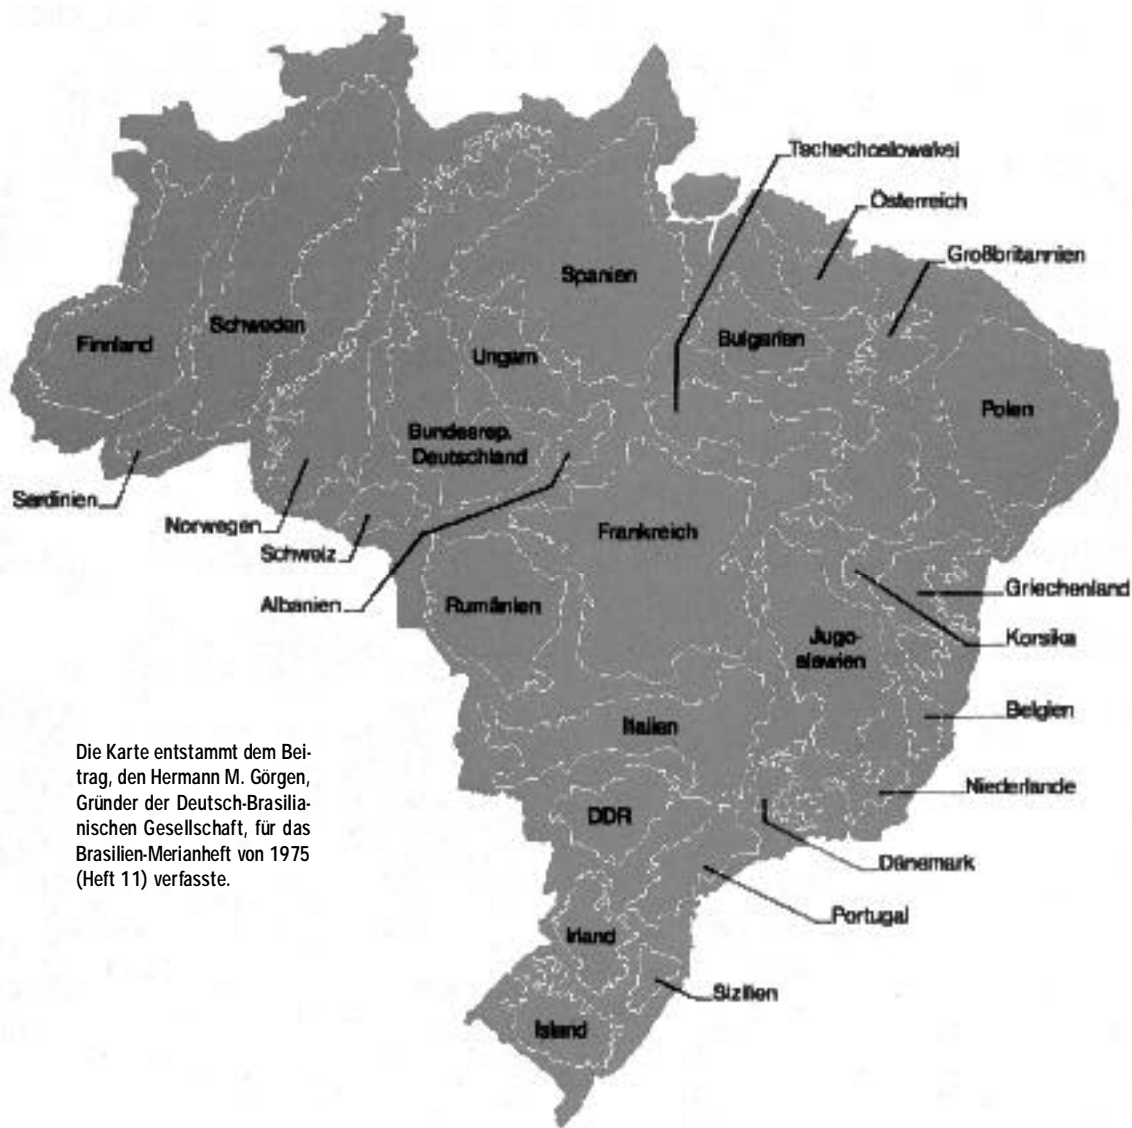 Tschechoslowakei
Österreich
Großbritannien
Spanien
Finnland
Schweden
Ungarn
Bulgarien
Polen
Bundesrep.
Deutschland
Sardinien
Norwegen
Schweiz
Albanien
Frankreich
Rumänien
Griechenland
Korsika
Jugo-
slawien
Belgien
Italien
Niederlande
DDR
Dänemark
Portugal
Irland
Sizilien
Island
Die Karte entstammt dem Bei-
trag, den Hermann M. Görgen,
Gründer der Deutsch-Brasilia-
nischen Gesellschaft, für das
Brasilien-Merianheft von 1975
(Heft 11) verfasste.